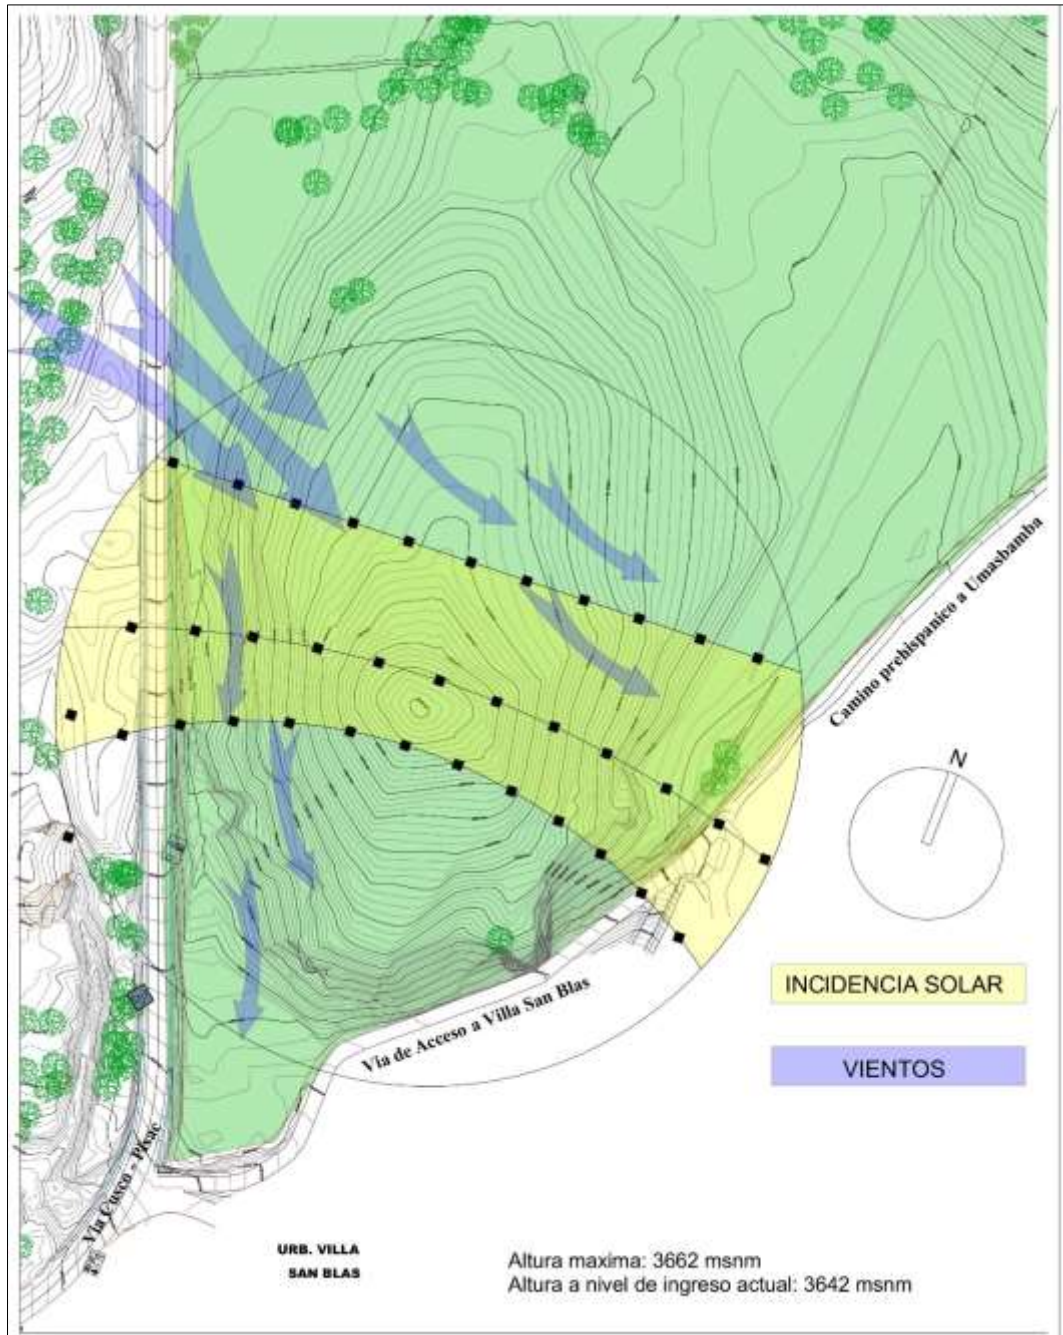 Camino prehispanico a Umasbamba
N
INCIDENCIA SOLAR
VIENTOS
Via de Acceso a Villa San Blas
Via Cusco - Pisac
URB. VILLA
SAN BLAS
Altura maxima: 3662 msnm
Altura a nivel de ingreso actual: 3642 msnm